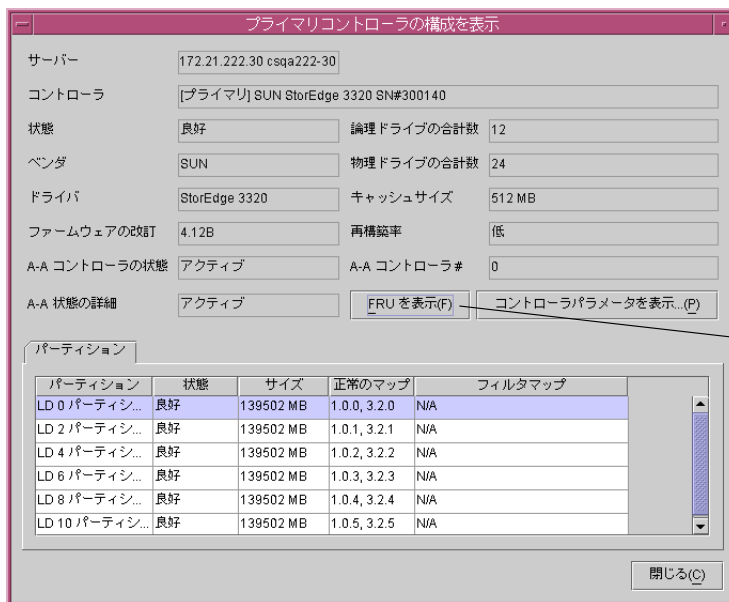 プライマリコントローラの構成を表示
サーバー 172.21.222.30 csqa222-30
コントローラ [プライマリ] SUN StorEdge 3320 SN#300140
状態 良好 論理ドライブの合計数 12
ベンダ SUN 物理ドライブの合計数 24
ドライバ StorEdge 3320 キャッシュサイズ 512 MB
ファームウェアの改訂 4.12B 再構築率 低
A-A コントローラの状態 アクティブ A-A コントローラ # 0
A-A 状態の詳細 アクティブ FRU を表示(F) コントローラパラメータを表示...(P)
パーティション
パーティション 状態 サイズ 正常のマップ フィルタマップ
LD 0 パーティシ... 良好 139502 MB 1.0.0, 3.2.0 N/A
LD 2 パーティシ... 良好 139502 MB 1.0.1, 3.2.1 N/A
LD 4 パーティシ... 良好 139502 MB 1.0.2, 3.2.2 N/A
LD 6 パーティシ... 良好 139502 MB 1.0.3, 3.2.3 N/A
LD 8 パーティシ... 良好 139502 MB 1.0.4, 3.2.4 N/A
LD 10 パーティシ... 良好 139502 MB 1.0.5, 3.2.5 N/A
閉じる(C)